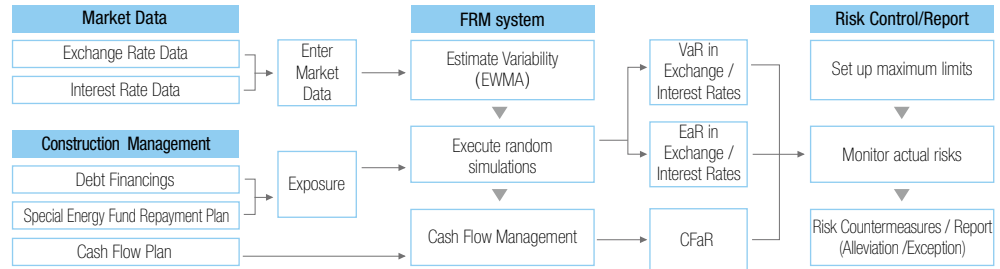 Market Data
Exchange Rate Data
Interest Rate Data
Enter
Market
Data
Construction Management
Debt Financings
Special Energy Fund Repayment Plan
Cash Flow Plan
Exposure
FRM system
Estimate Variability
(EWMA)
Execute random
simulations
Cash Flow Management
VaR in
Exchange /
Interest Rates
EaR in
Exchange /
Interest Rates
CFaR
Risk Control/Report
Set up maximum limits
Monitor actual risks
Risk Countermeasures / Report
(Alleviation /Exception)